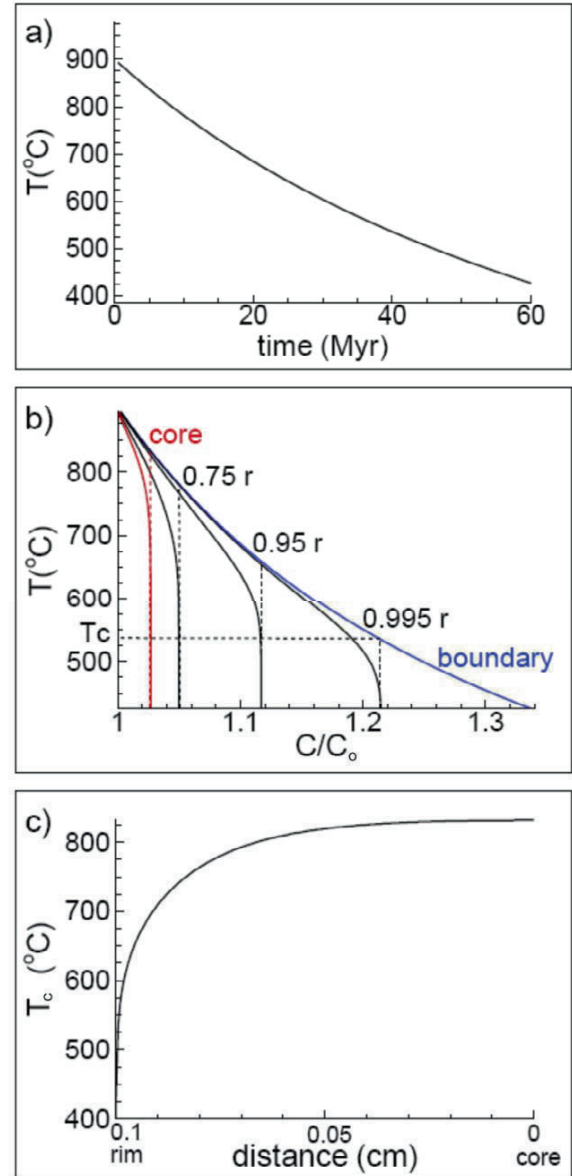 a)
900
800
700
600
500
400
T(°C)
0
20
40
60
time (Myr)
b)
core
0.75 r
0.95 r
0.995 r
boundary
800
700
600
Tc
500
T(°C)
1
1.1
1.2
1.3
C/Co
c)
800
700
600
500
400
Tc (°C)
0.1
0.05
0
rim
distance (cm)
core